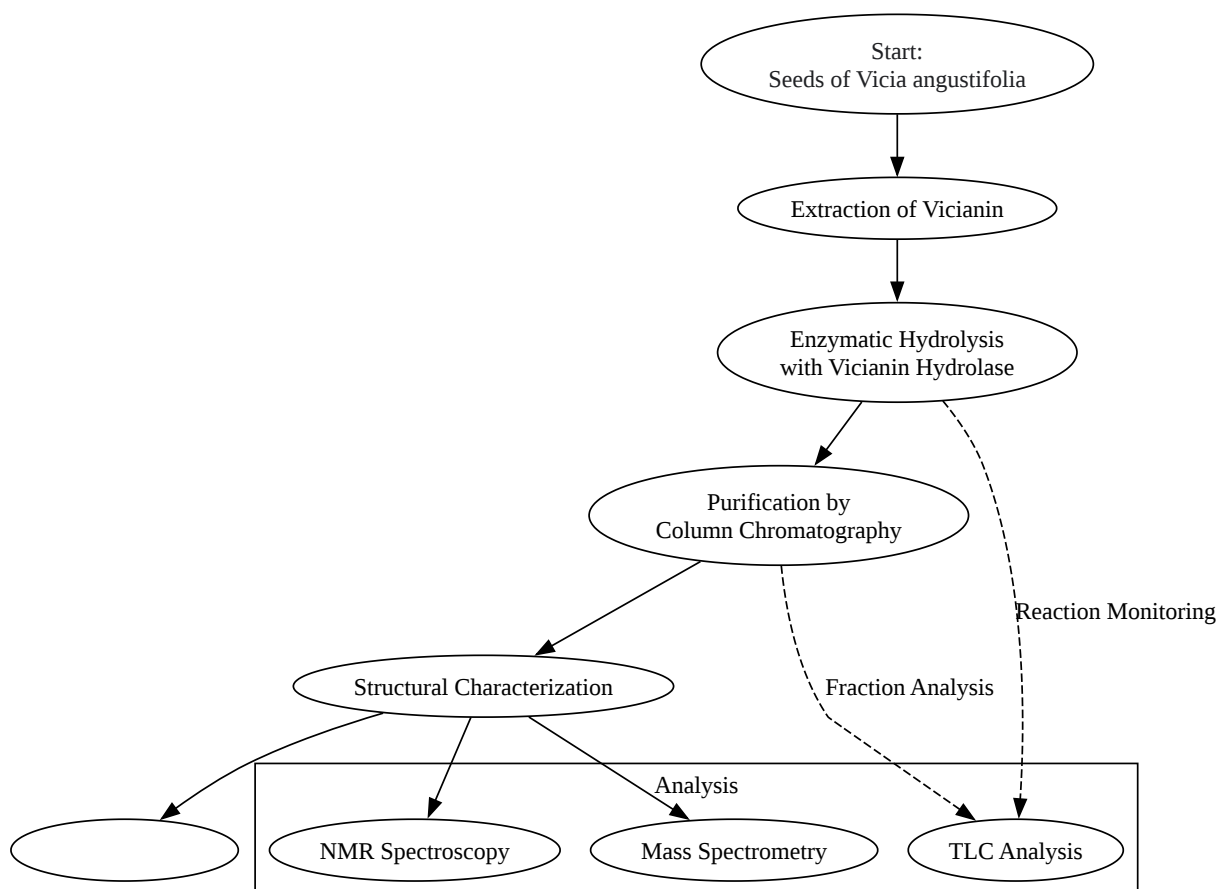 Start:
Seeds of Vicia angustifolia
Extraction of Vicianin
Enzymatic Hydrolysis
with Vicianin Hydrolase
Purification by
Column Chromatography
Reaction Monitoring
Structural Characterization
Fraction Analysis
Analysis
NMR Spectroscopy
Mass Spectrometry
TLC Analysis